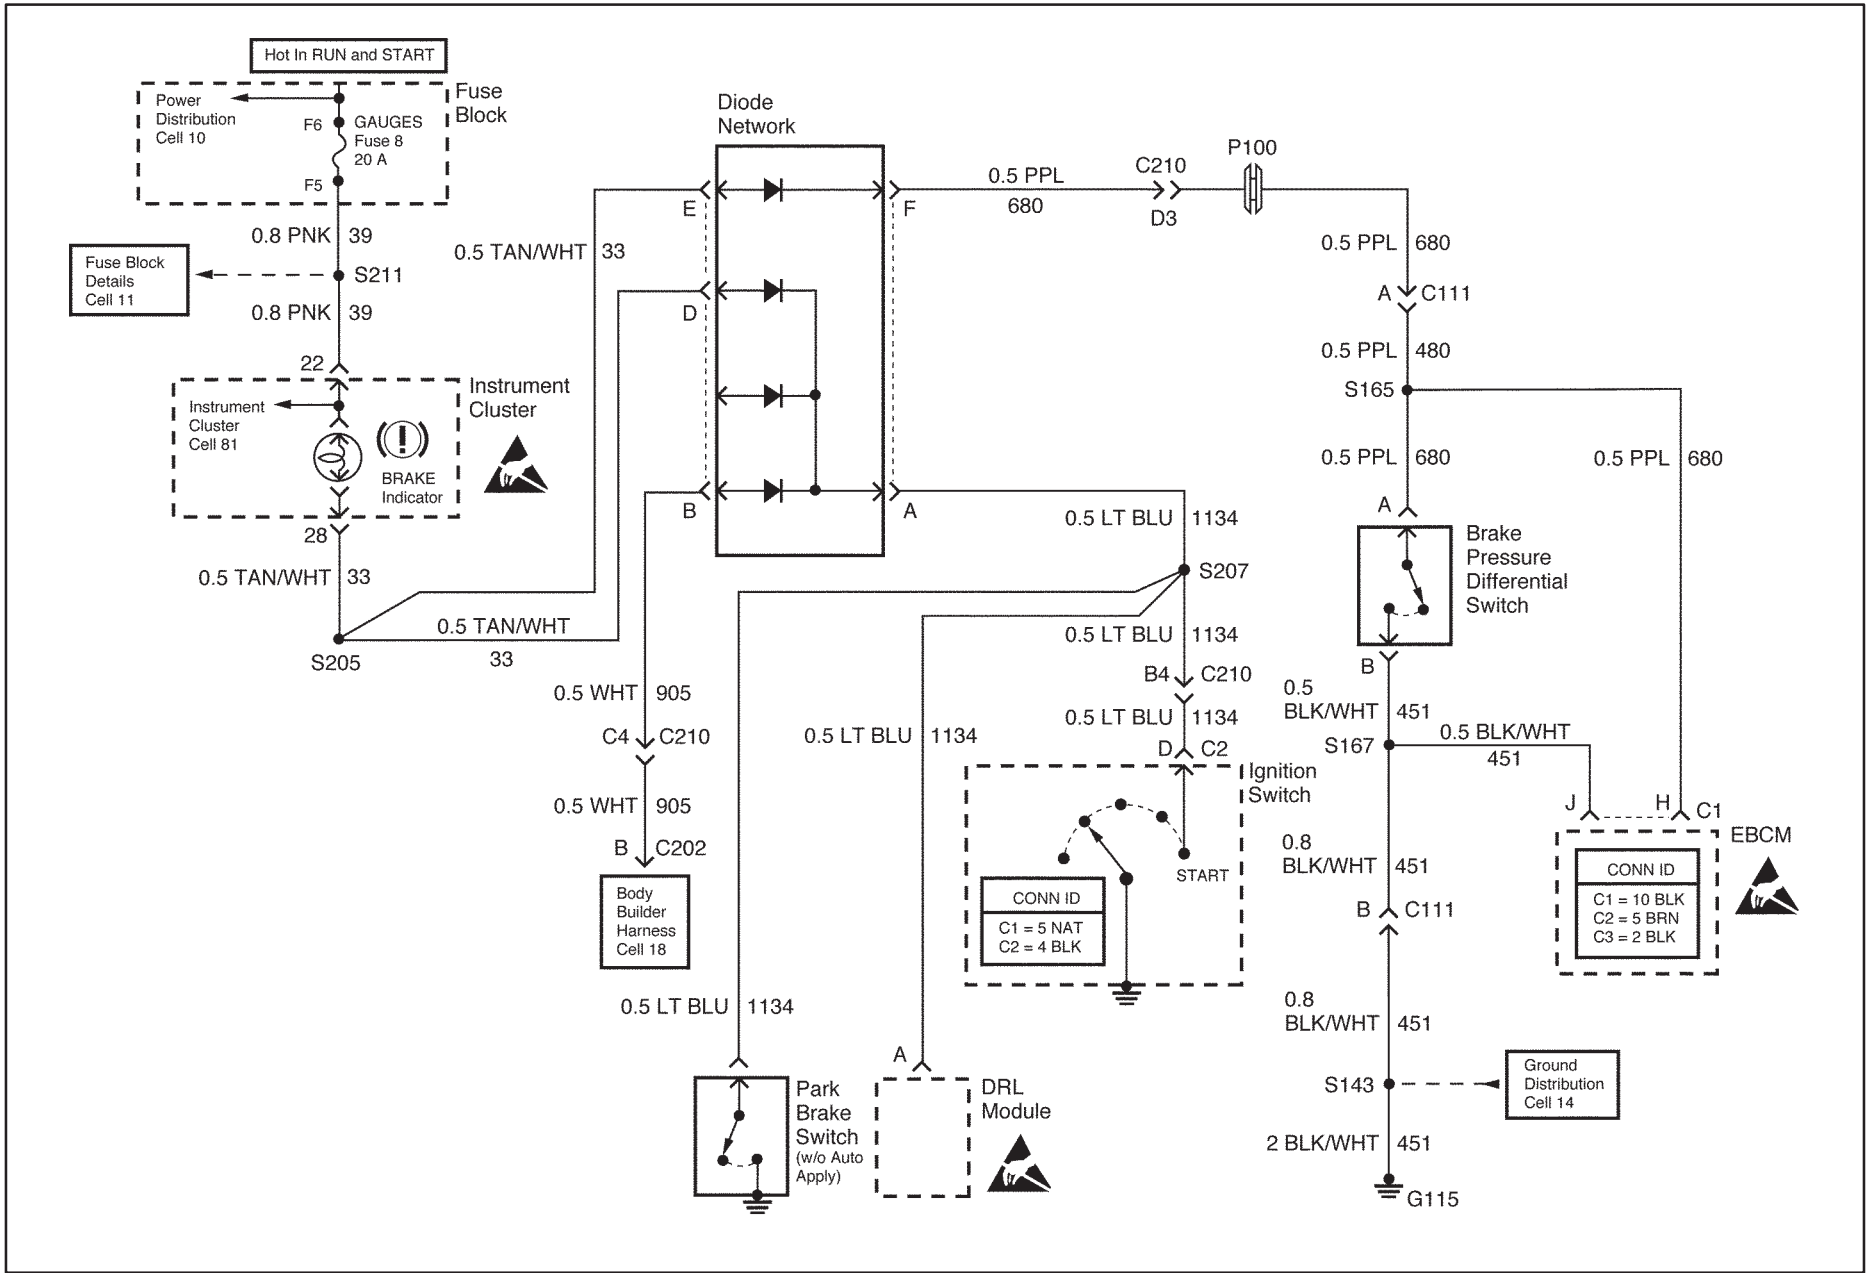 Hot In RUN and START
Fuse
Block
Power
Distribution
Cell 10
F6
GAUGES
Fuse 8
20 A
F5
0.8 PNK 39
Fuse Block
Details
Cell 11
S211
0.8 PNK 39
22
Instrument
Cluster
Instrument
Cluster
Cell 81
BRAKE
Indicator
28
0.5 TAN/WHT 33
S205
0.5 TAN/WHT
33
0.5 TAN/WHT 33
Diode
Network
E
F
D
B
A
0.5 PPL
680
C210
D3
P100
0.5 PPL 680
A C111
0.5 PPL 480
S165
0.5 PPL 680
0.5 PPL 680
A
Brake
Pressure
Differential
Switch
B
0.5
BLK/WHT 451
S167
0.5 BLK/WHT
451
J
H
C1
EBCM
CONN ID
C1 = 10 BLK
C2 = 5 BRN
C3 = 2 BLK
0.8
BLK/WHT 451
B C111
0.8
BLK/WHT 451
S143
Ground
Distribution
Cell 14
2 BLK/WHT 451
G115
0.5 LT BLU 1134
S207
0.5 LT BLU 1134
B4 C210
0.5 LT BLU 1134
D C2
Ignition
Switch
START
CONN ID
C1 = 5 NAT
C2 = 4 BLK
0.5 WHT 905
C4 C210
0.5 WHT 905
B C202
Body
Builder
Harness
Cell 18
0.5 LT BLU 1134
0.5 LT BLU 1134
Park
Brake
Switch
(w/o Auto
Apply)
A
DRL
Module